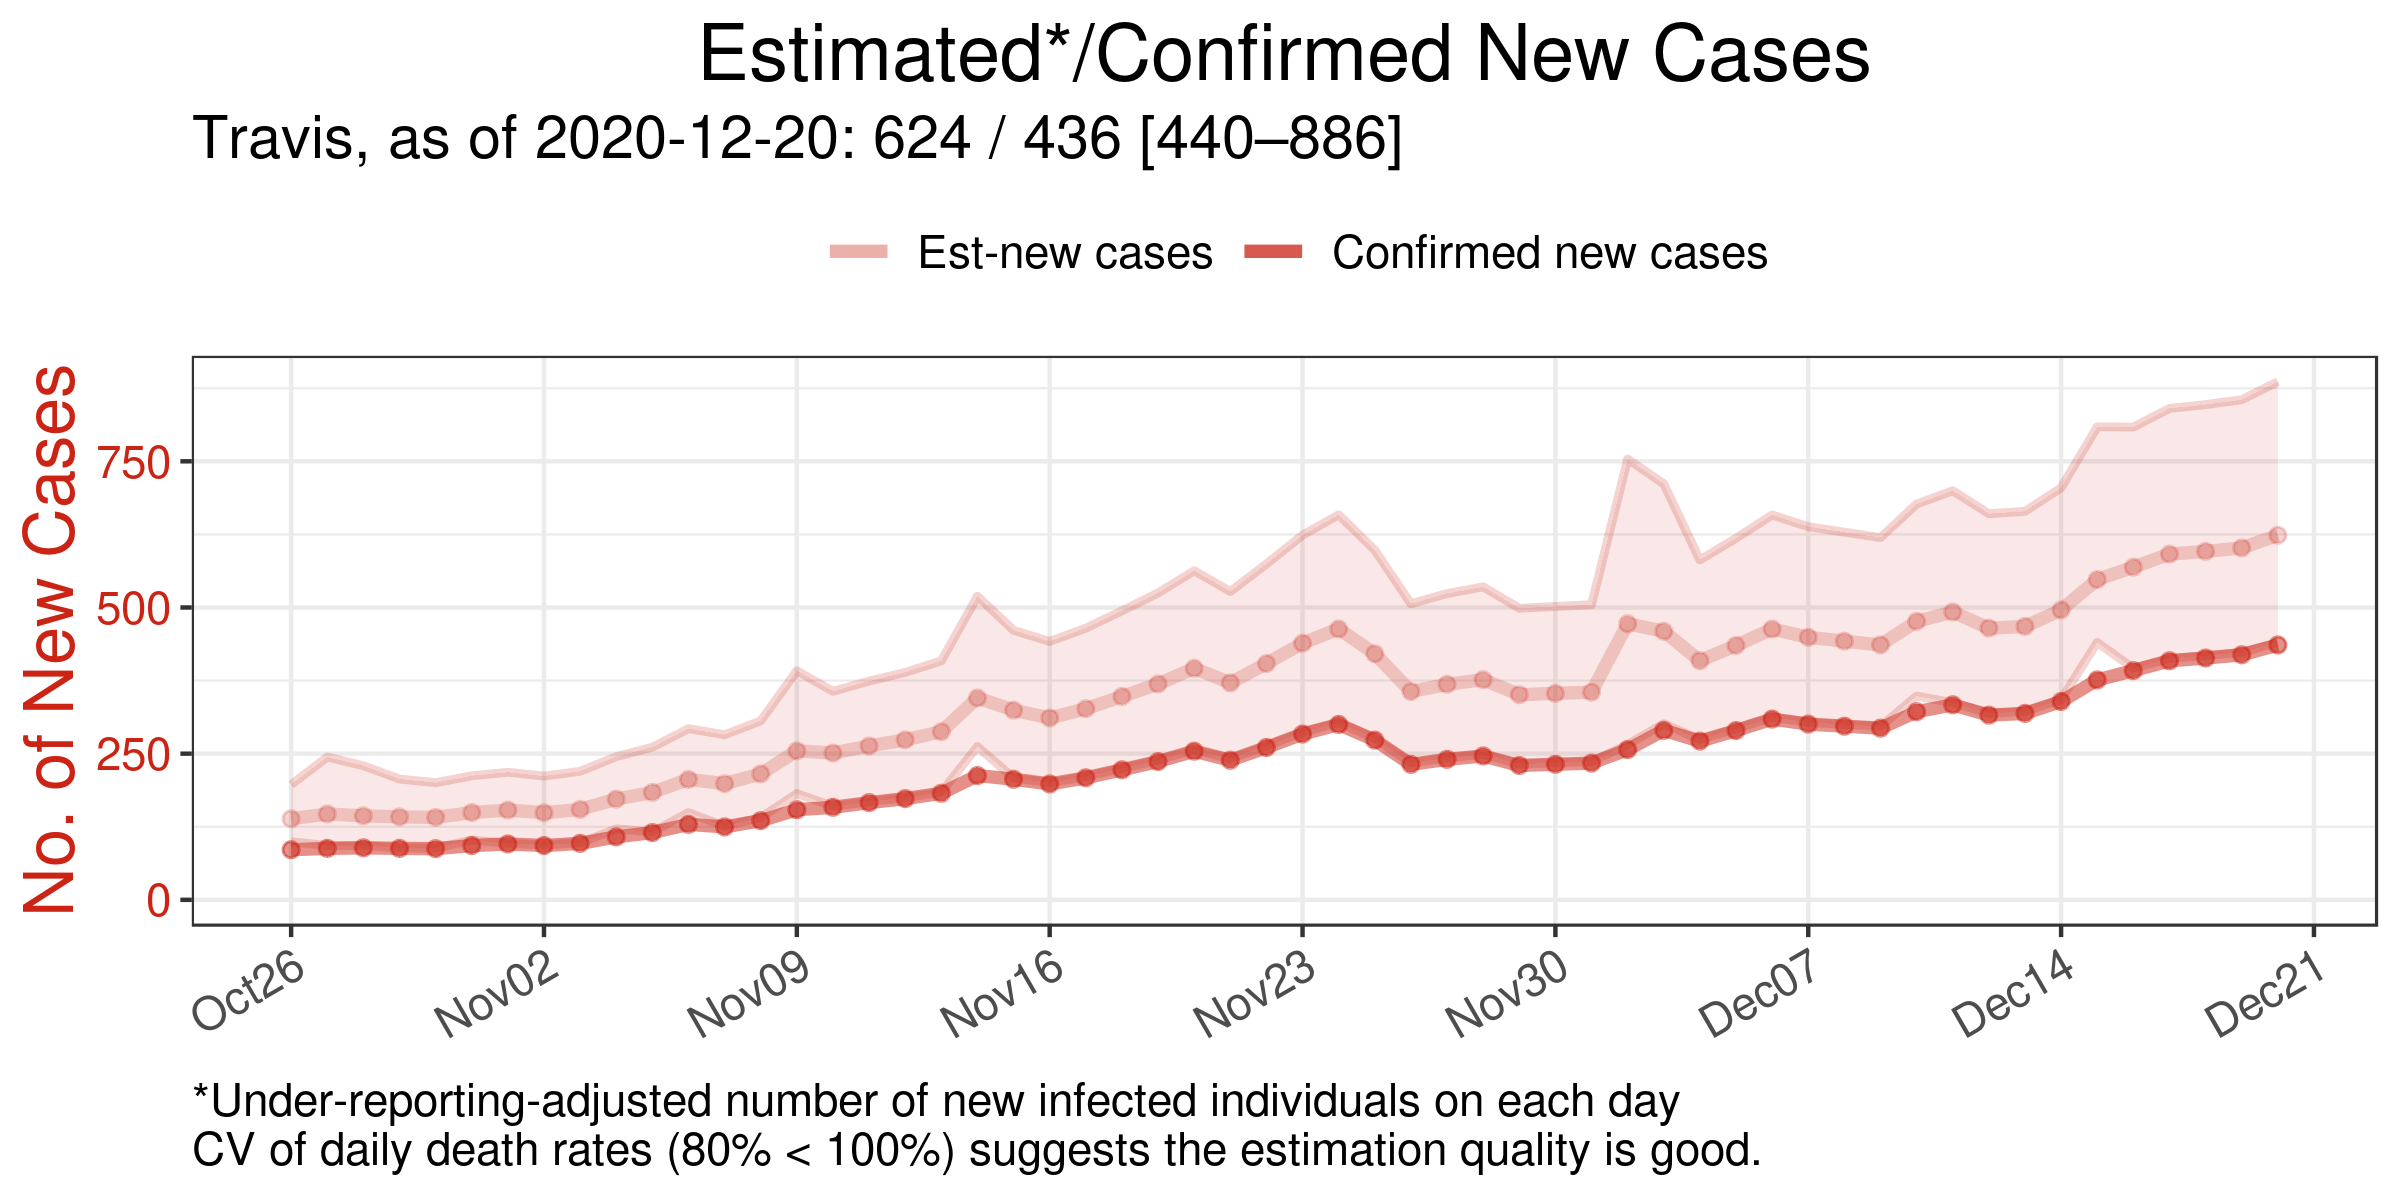 Estimated*/Confirmed New Cases
Travis, as of 2020-12-20: 624 / 436 [440–886]
Est-new cases
Confirmed new cases
No. of New Cases
750
500
250
0
Oct26
Nov02
Nov09
Nov16
Nov23
Nov30
Dec07
Dec14
Dec21
*Under-reporting-adjusted number of new infected individuals on each day
CV of daily death rates (80% < 100%) suggests the estimation quality is good.